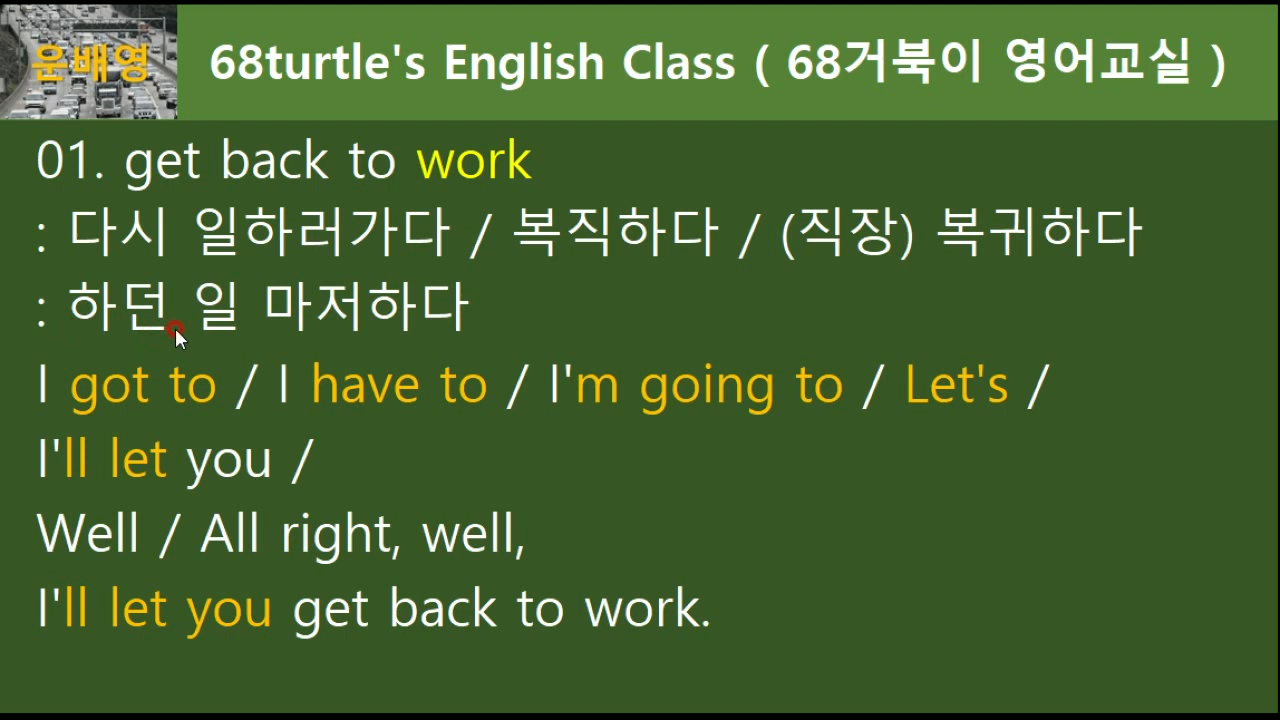 윤배영
68turtle's English Class ( 68거북이 영어교실 )
01. get back to work
: 다시 일하러가다 / 복직하다 / (직장) 복귀하다
: 하던 일 마저하다
I got to / I have to / I'm going to / Let's /
I'll let you /
Well / All right, well,
I'll let you get back to work.